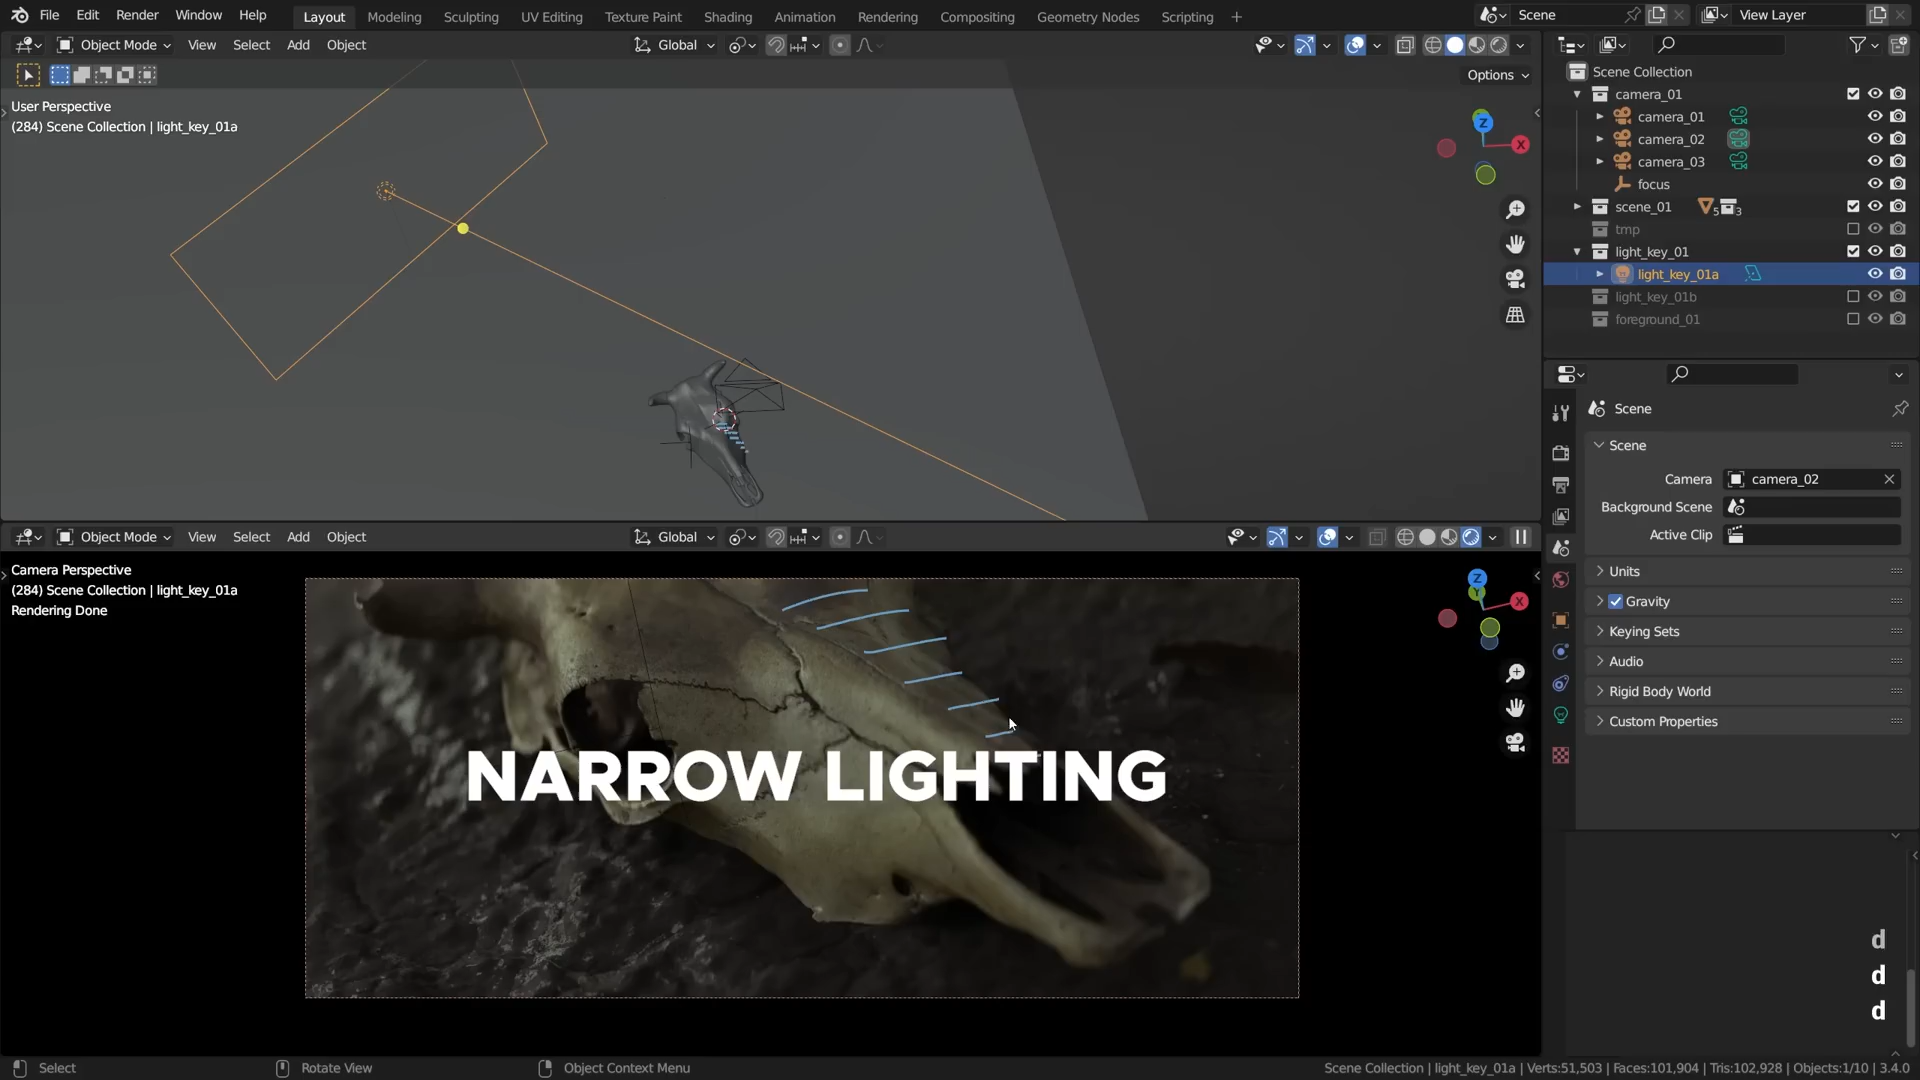 File Edit Render Window Help Layout Modeling Sculpting UV Editing Texture Paint Shading Animation Rendering Compositing Geometry Nodes Scripting + Scene View Layer
Object Mode View Select Add Object Global
Options
User Perspective
(284) Scene Collection | light_key_01a
Z
X
Scene Collection
camera_01
camera_01
camera_02
camera_03
focus
scene_01 5 3
tmp
light_key_01
light_key_01a
light_key_01b
foreground_01
Scene
Scene
Camera camera_02
Background Scene
Active Clip
Units
Gravity
Keying Sets
Audio
Rigid Body World
Custom Properties
Object Mode View Select Add Object Global
Camera Perspective
(284) Scene Collection | light_key_01a
Rendering Done
Z
Y
X
NARROW LIGHTING
d
d
d
Select Rotate View Object Context Menu Scene Collection | light_key_01a | Verts:51,503 | Faces:101,904 | Tris:102,928 | Objects:1/10 | 3.4.0